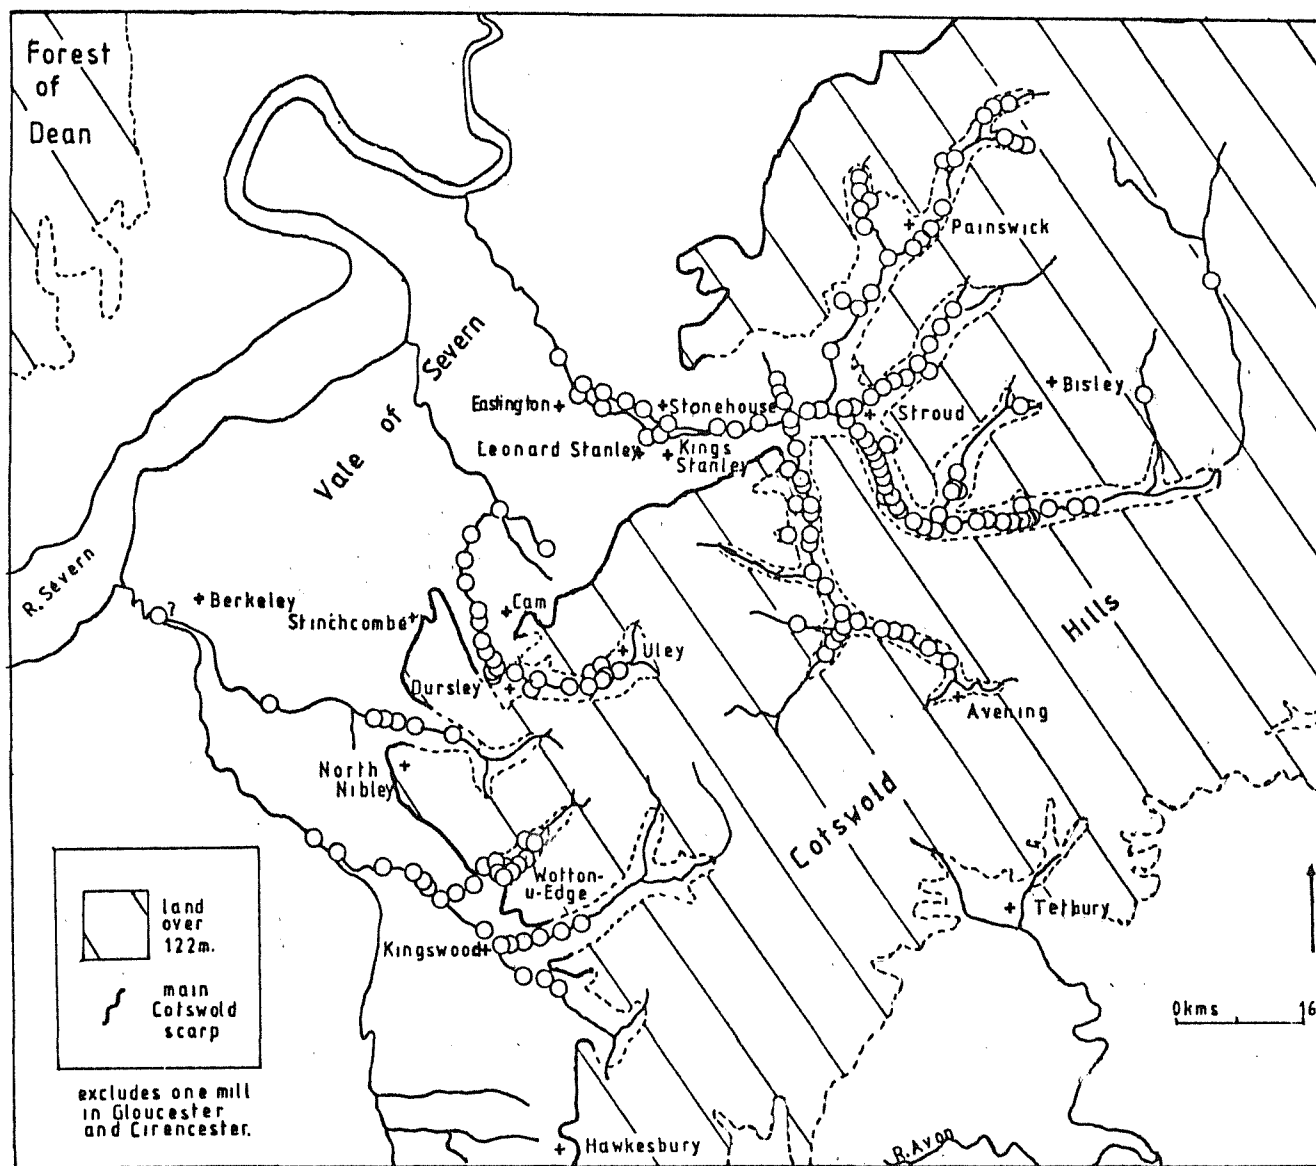 Forest
of
Dean
Painswick
Severn
of
Vale
Bisley
Eastington
Stonehouse
Stroud
Leonard Stanley
Kings
Stanley
R. Severn
Berkeley
Stinchcombe
Cam
Hills
Uley
Dursley
Avening
North
Nibley
Cotswold
Wotton-
u-Edge
Tetbury
Kingswood
land
over
122m.
main
Cotswold
scarp
0kms 16
excludes one mill
in Gloucester
and Cirencester.
Hawkesbury
R. Avon
?